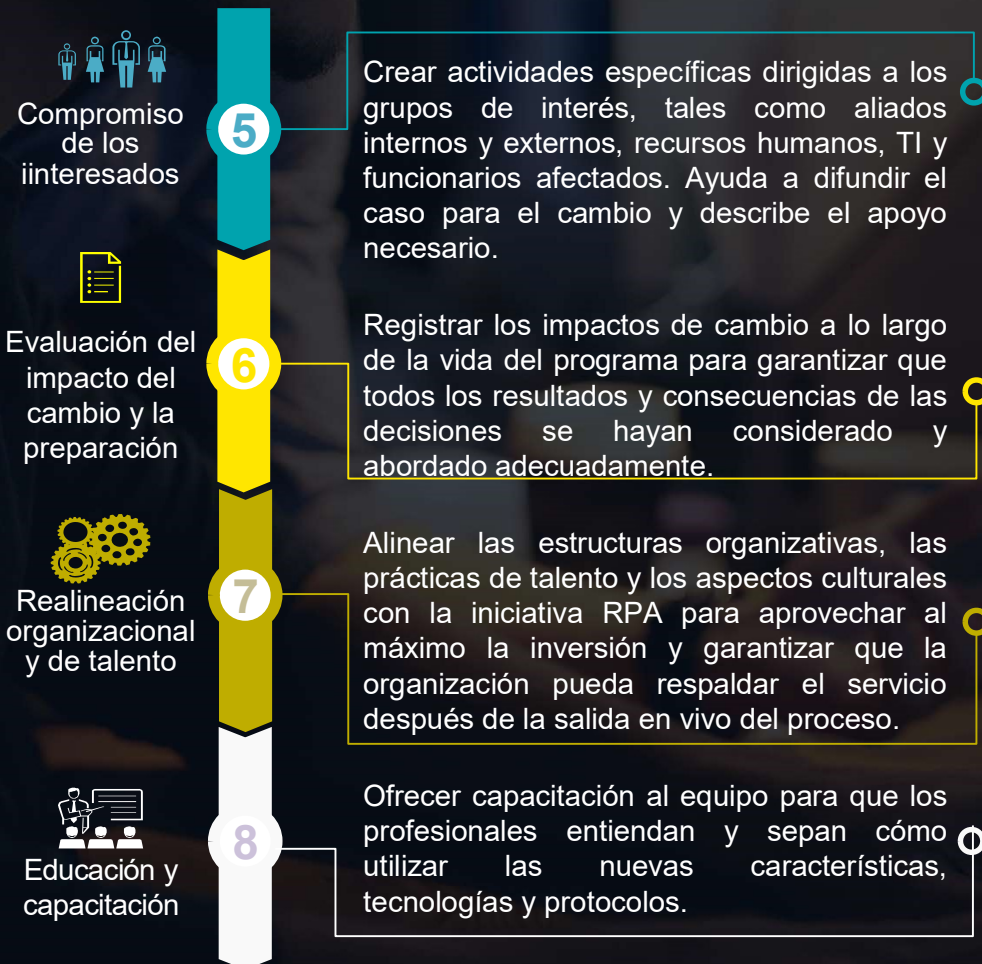 Compromiso
de los
iinteresados
5
Crear actividades específicas dirigidas a los
grupos de interés, tales como aliados
internos y externos, recursos humanos, TI y
funcionarios afectados. Ayuda a difundir el
caso para el cambio y describe el apoyo
necesario.
Evaluación del
impacto del
cambio y la
preparación
6
Registrar los impactos de cambio a lo largo
de la vida del programa para garantizar que
todos los resultados y consecuencias de las
decisiones se hayan considerado y
abordado adecuadamente.
Realineación
organizacional
y de talento
7
Alinear las estructuras organizativas, las
prácticas de talento y los aspectos culturales
con la iniciativa RPA para aprovechar al
máximo la inversión y garantizar que la
organización pueda respaldar el servicio
después de la salida en vivo del proceso.
Educación y
capacitación
8
Ofrecer capacitación al equipo para que los
profesionales entiendan y sepan cómo
utilizar las nuevas características,
tecnologías y protocolos.